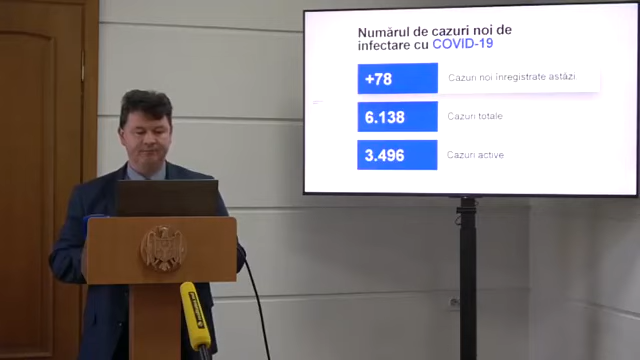 Numărul de cazuri noi de
infectare cu COVID-19
+78
Cazuri noi înregistrate astăzi
6.138
Cazuri totale
3.496
Cazuri active